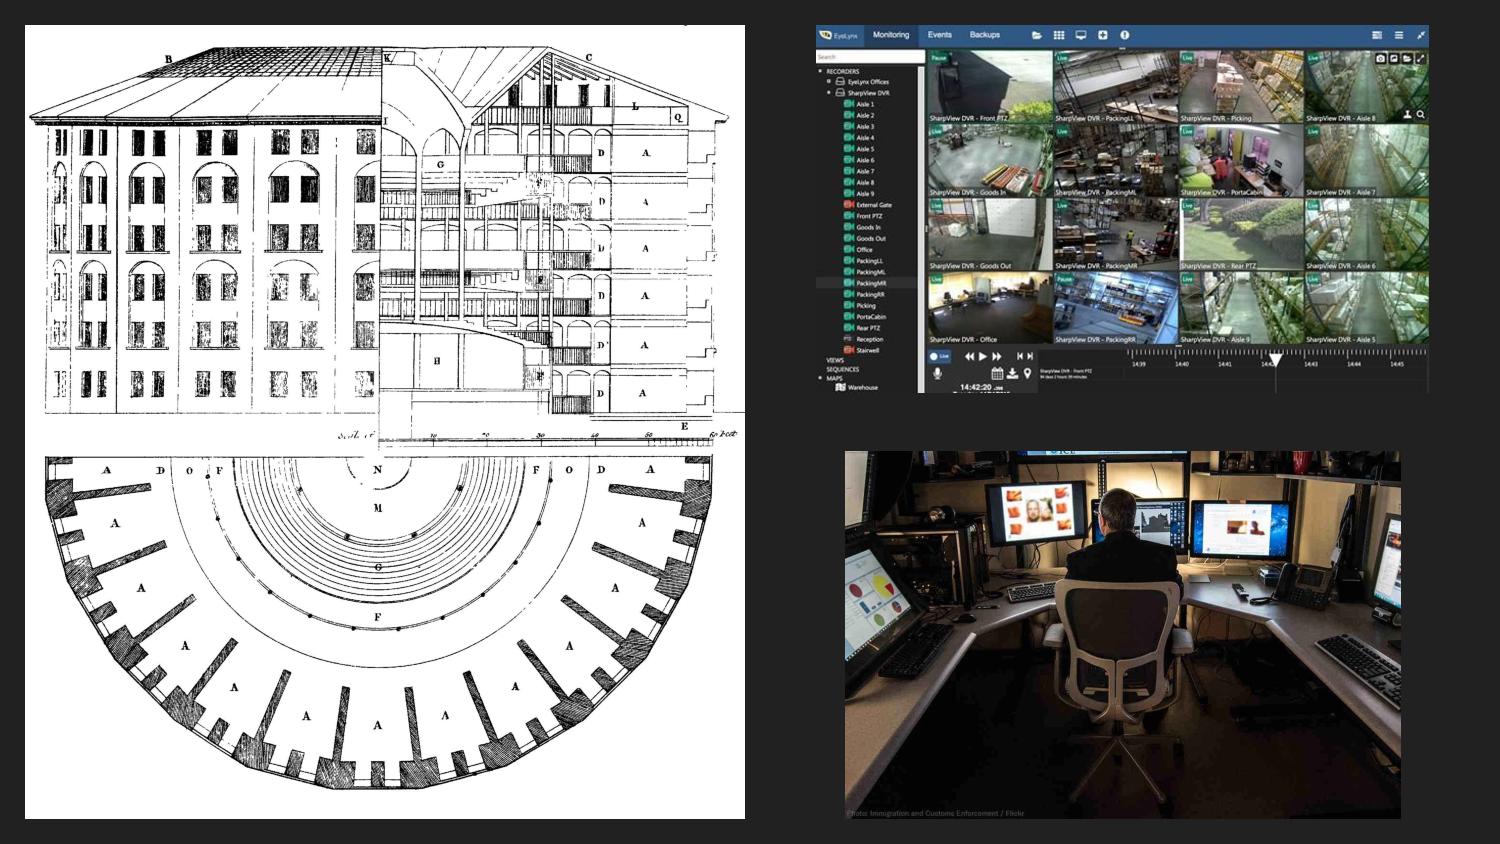 B
K
C
I
L
Q
G
D
A
D
A
D
A
D
A
H
D
A
D
A
E
Scale of
10
20
30
40
50
60 Feet
A
D
O
F
N
F
O
D
A
M
A
A
G
A
A
F
A
A
A
A
A
A
A
EyeLynx
Monitoring
Events
Backups
Search
RECORDERS
EyeLynx Offices
SharpView DVR
Aisle 1
Aisle 2
Aisle 3
Aisle 4
Aisle 5
Aisle 6
Aisle 7
Aisle 8
Aisle 9
External Gate
Front PTZ
Goods In
Goods Out
Office
PackingLL
PackingML
PackingMR
PackingRR
Picking
PortaCabin
Rear PTZ
Reception
Stairwell
VIEWS
SEQUENCES
MAPS
Warehouse
Pause
Live
Live
Live
SharpView DVR - Front PTZ
SharpView DVR - PackingLL
SharpView DVR - Picking
SharpView DVR - Aisle 8
Live
Live
Live
Live
SharpView DVR - Goods In
SharpView DVR - PackingML
SharpView DVR - PortaCabin
SharpView DVR - Aisle 7
Live
Live
Live
Live
SharpView DVR - Goods Out
SharpView DVR - PackingMR
SharpView DVR - Rear PTZ
SharpView DVR - Aisle 6
Live
Pause
Live
Live
SharpView DVR - Office
SharpView DVR - PackingRR
SharpView DVR - Aisle 9
SharpView DVR - Aisle 5
Live
14:39
14:40
14:41
14:42
14:43
14:44
14:45
SharpView DVR - Front PTZ
14:42:20
Photo: Immigration and Customs Enforcement / Flickr